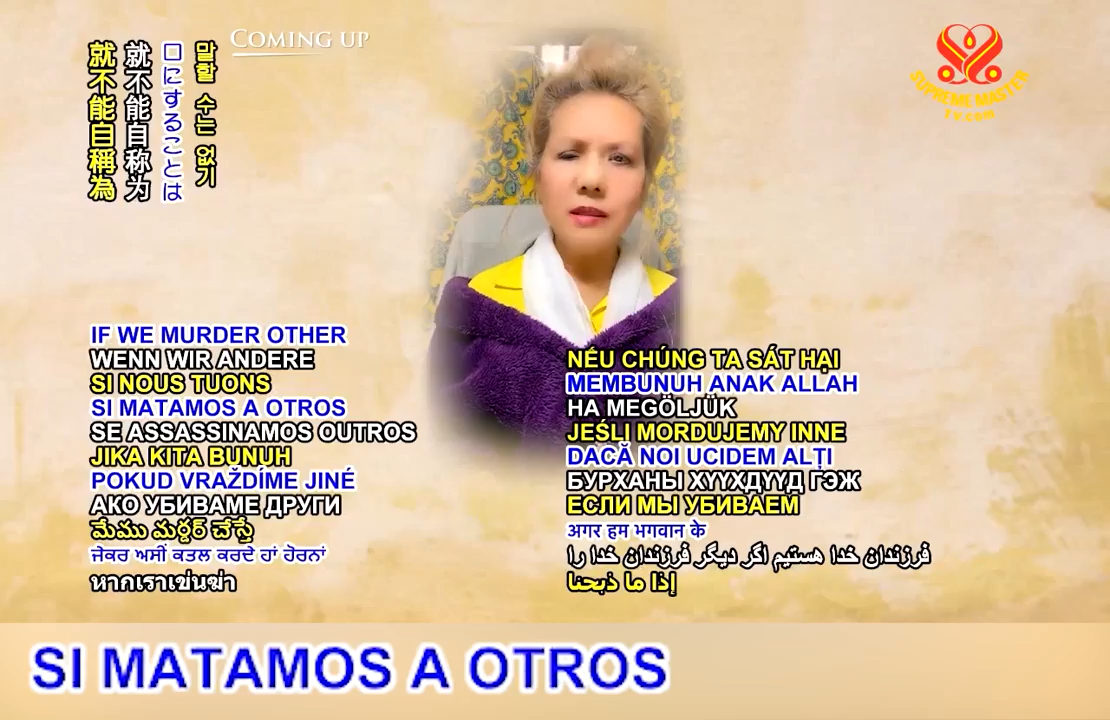 COMING UP
SUPREME MASTER
TV.COM
말할 수는 없기
口にすることは
就不能自称为
就不能自稱為
IF WE MURDER OTHER
WENN WIR ANDERE
SI NOUS TUONS
SI MATAMOS A OTROS
SE ASSASSINAMOS OUTROS
JIKA KITA BUNUH
POKUD VRAŽDÍME JINÉ
АКО УБИВАМЕ ДРУГИ
మేము మర్డర్ చేస్తే
ਜੇਕਰ ਅਸੀਂ ਕਤਲ ਕਰਦੇ ਹਾਂ ਹੋਰਨਾਂ
หากเราเข่นฆ่า
NẾU CHÚNG TA SÁT HẠI
MEMBUNUH ANAK ALLAH
HA MEGÖLJÜK
JEŚLI MORDUJEMY INNE
DACĂ NOI UCIDEM ALȚI
БУРХАНЫ ХҮҮХДҮҮД ГЭЖ
ЕСЛИ МЫ УБИВАЕМ
अगर हम भगवान के
فرزندان خدا هستیم اگر دیگر فرزندان خدا را
إذا ما ذبحنا
SI MATAMOS A OTROS